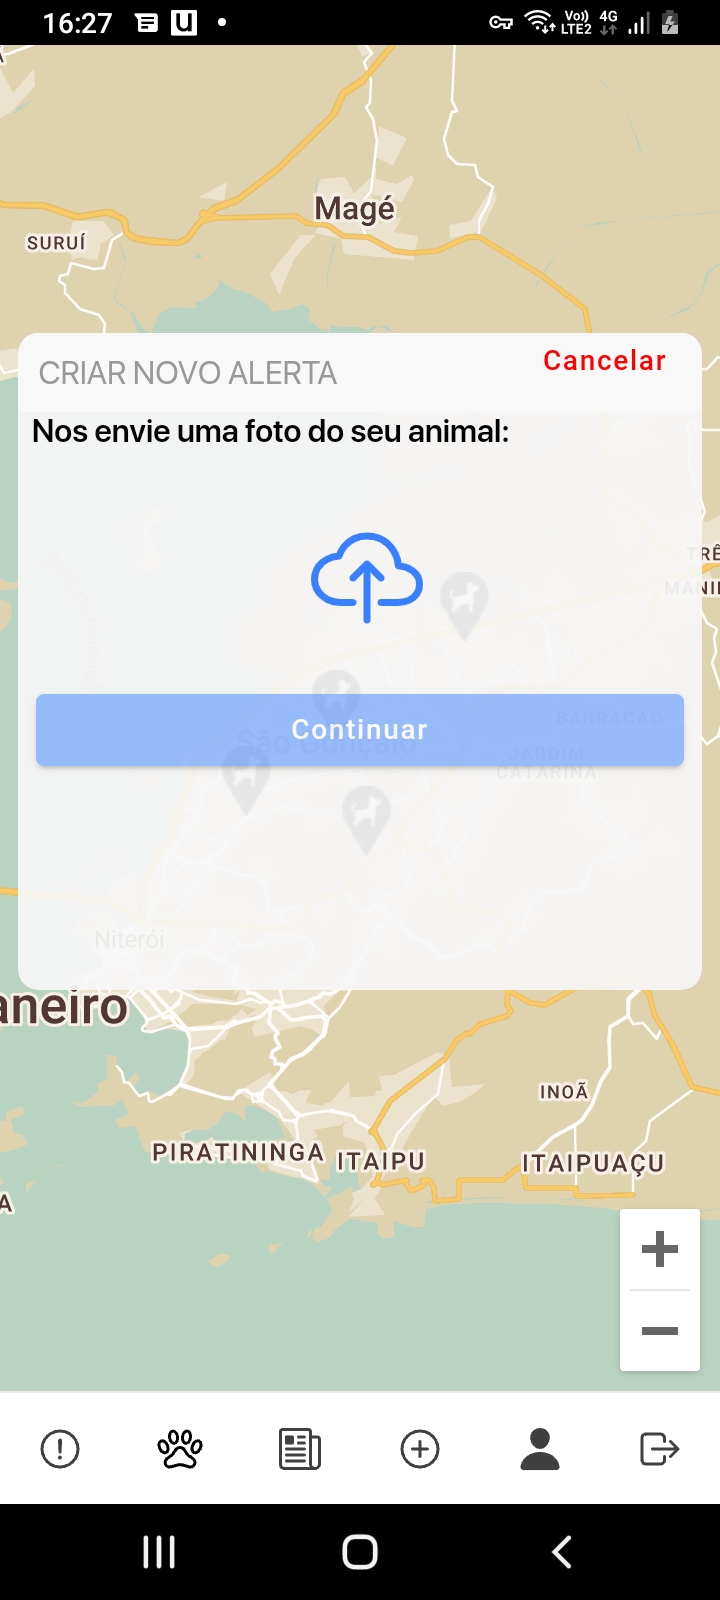 16:27
Vo)) 4G
LTE2
Magé
SURUÍ
CRIAR NOVO ALERTA
Cancelar
Nos envie uma foto do seu animal:
TRÊ
MANI
BARRACAO
Continuar
São Gonçalo
JARDIM
CATARINA
Niterói
aneiro
INOÃ
PIRATININGA
ITAIPU
ITAIPUAÇU
A